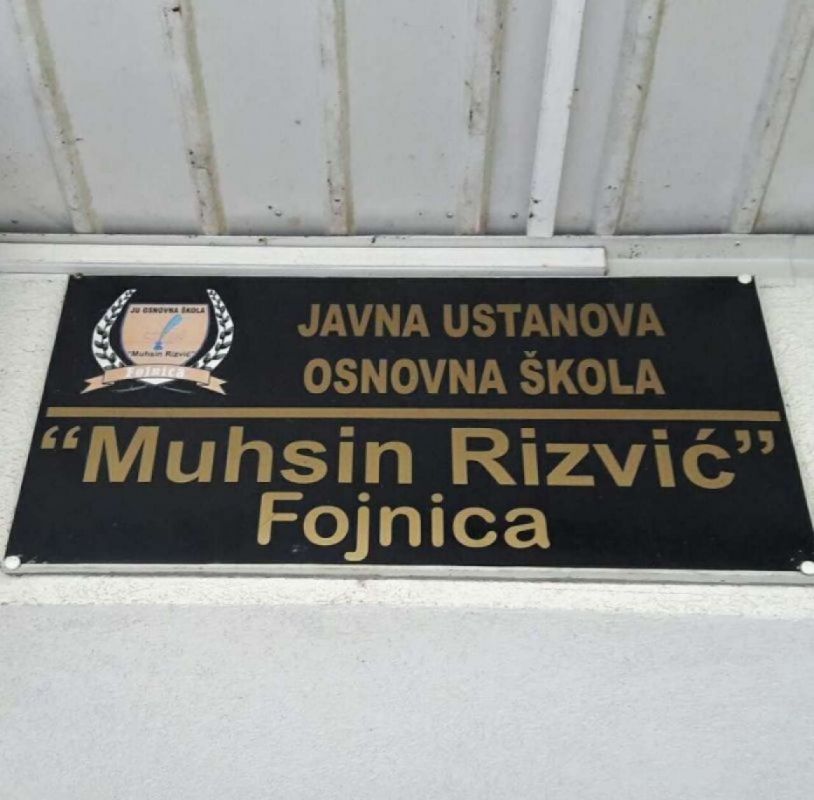 JU OSNOVNA ŠKOLA
"Muhsin Rizvić"
Fojnica
JAVNA USTANOVA
OSNOVNA ŠKOLA
“Muhsin Rizvić”
Fojnica